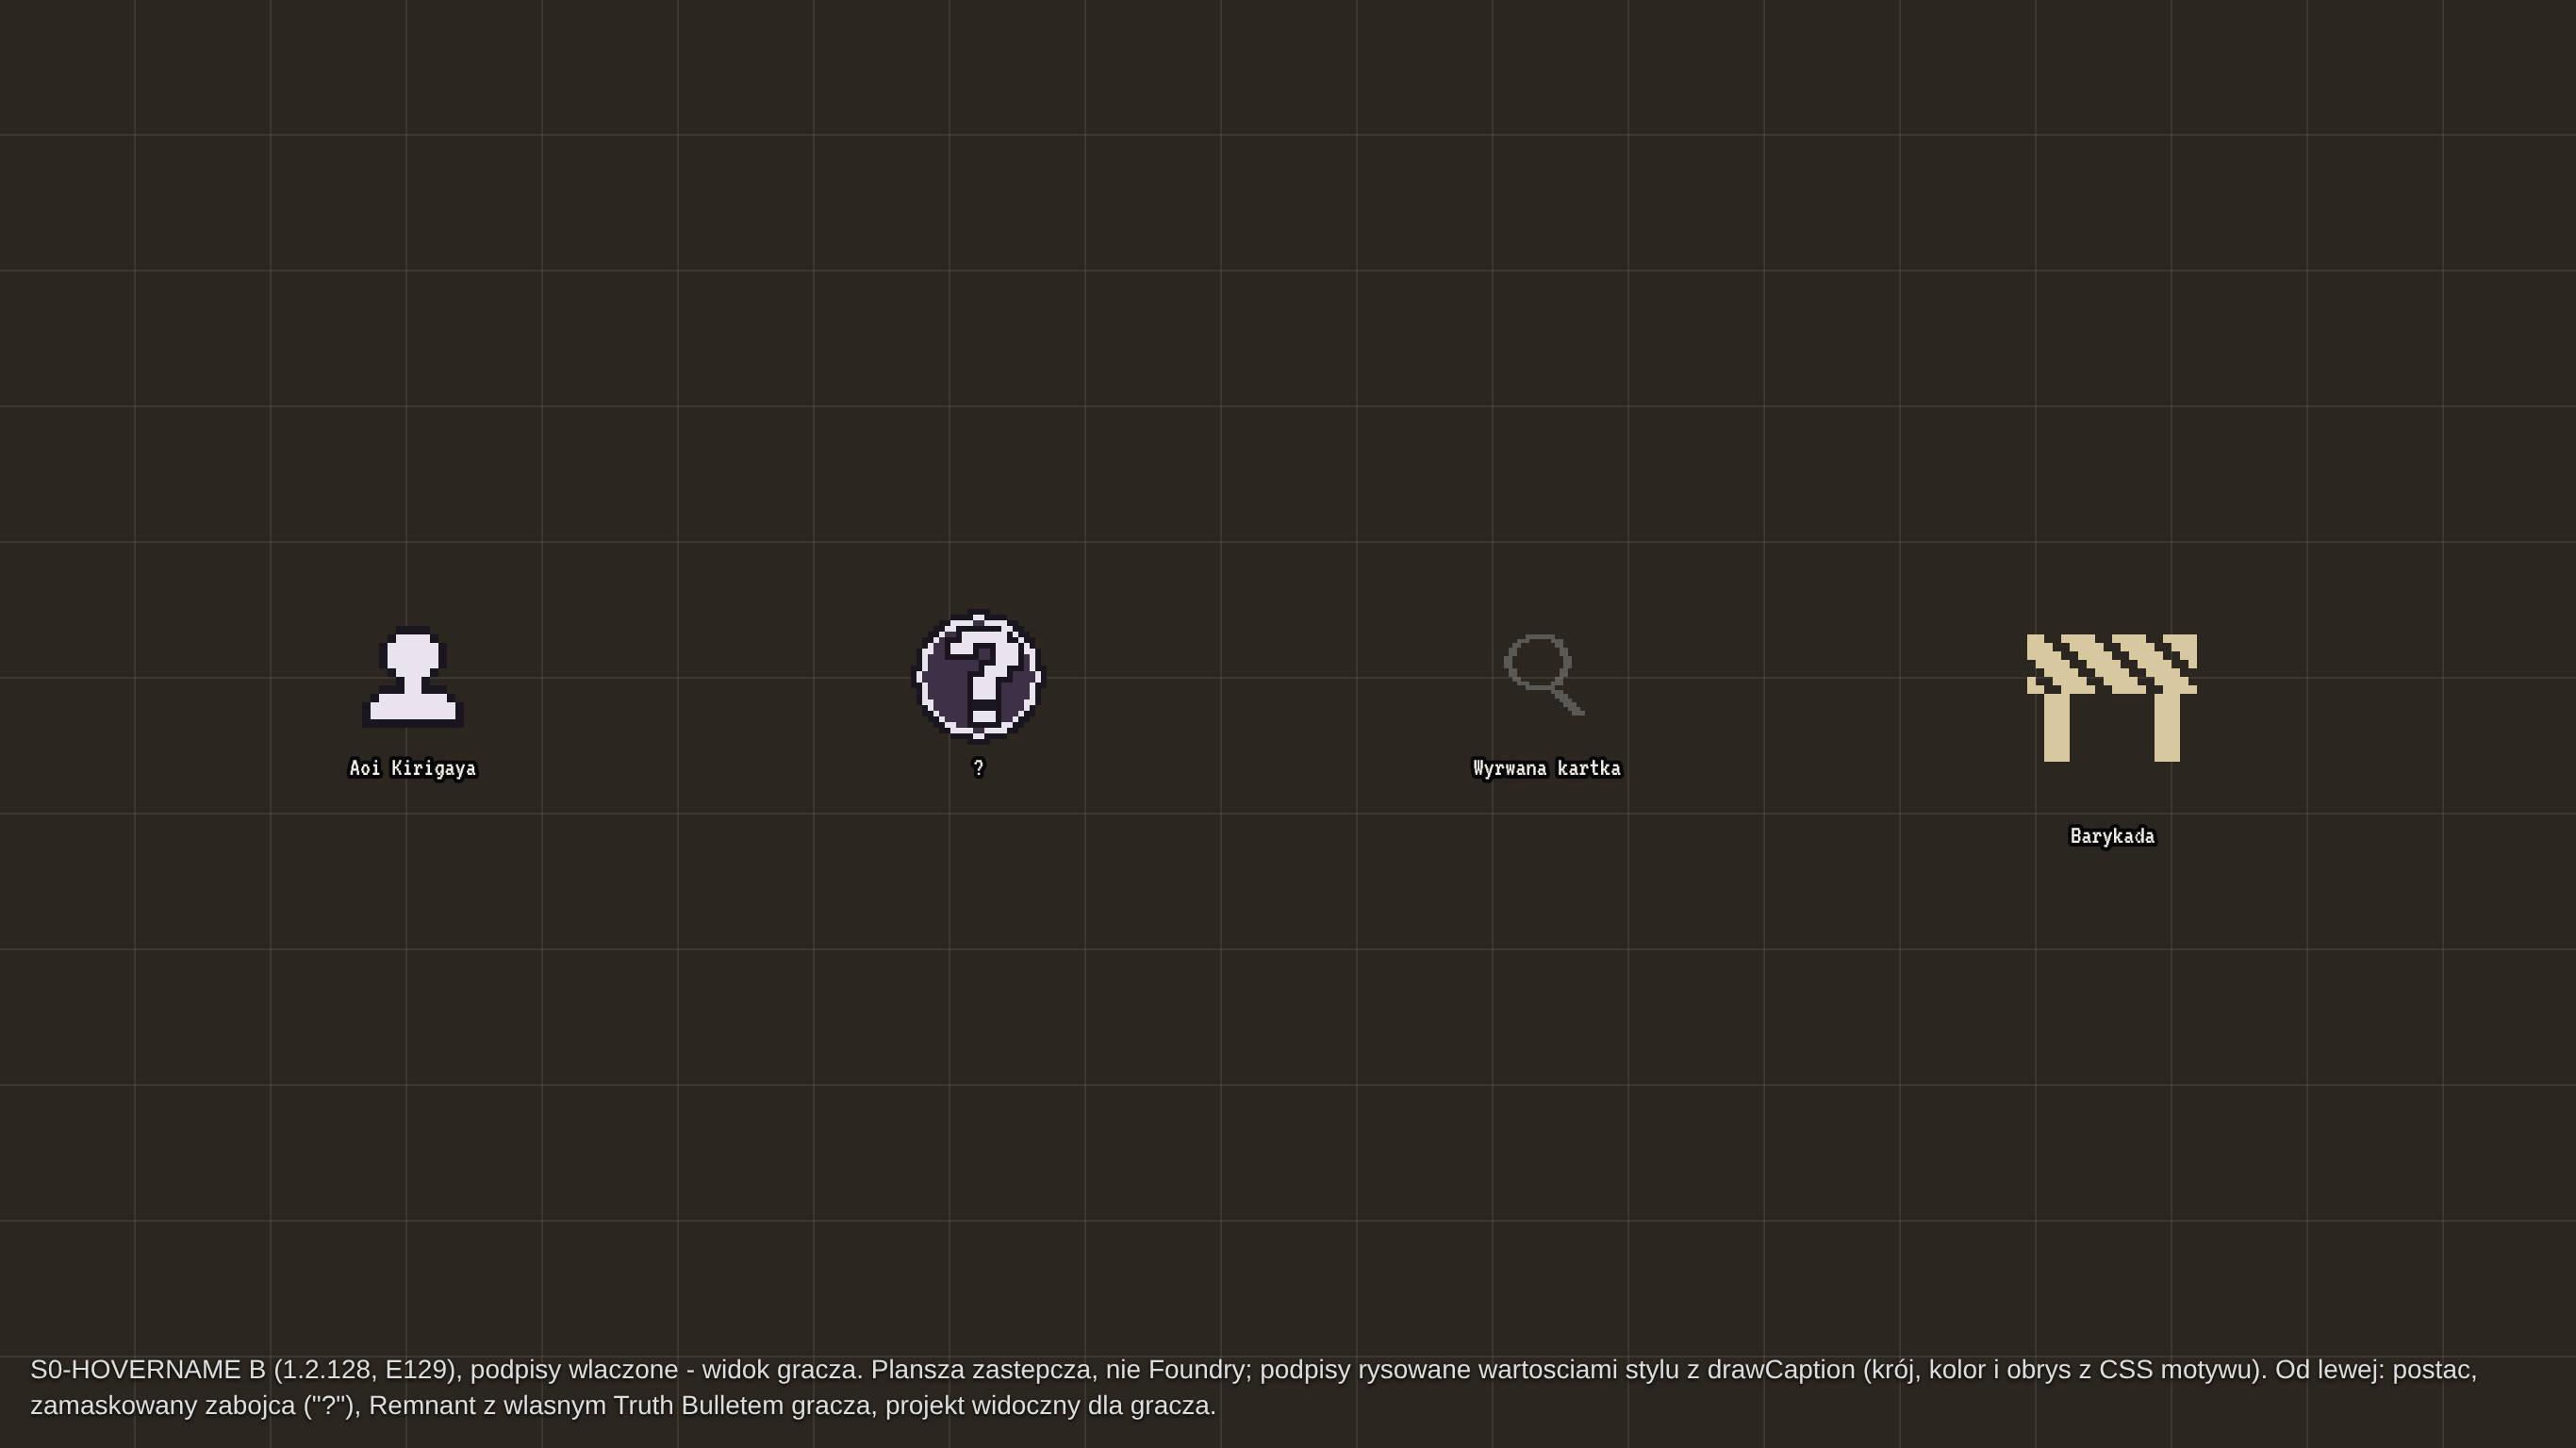 Aoi Kirigaya
?
Wyrwana kartka
Barykada
S0-HOVERNAME B (1.2.128, E129), podpisy wlaczone - widok gracza. Plansza zastepcza, nie Foundry; podpisy rysowane wartosciami stylu z drawCaption (krój, kolor i obrys z CSS motywu). Od lewej: postac,
zamaskowany zabojca ("?"), Remnant z wlasnym Truth Bulletem gracza, projekt widoczny dla gracza.